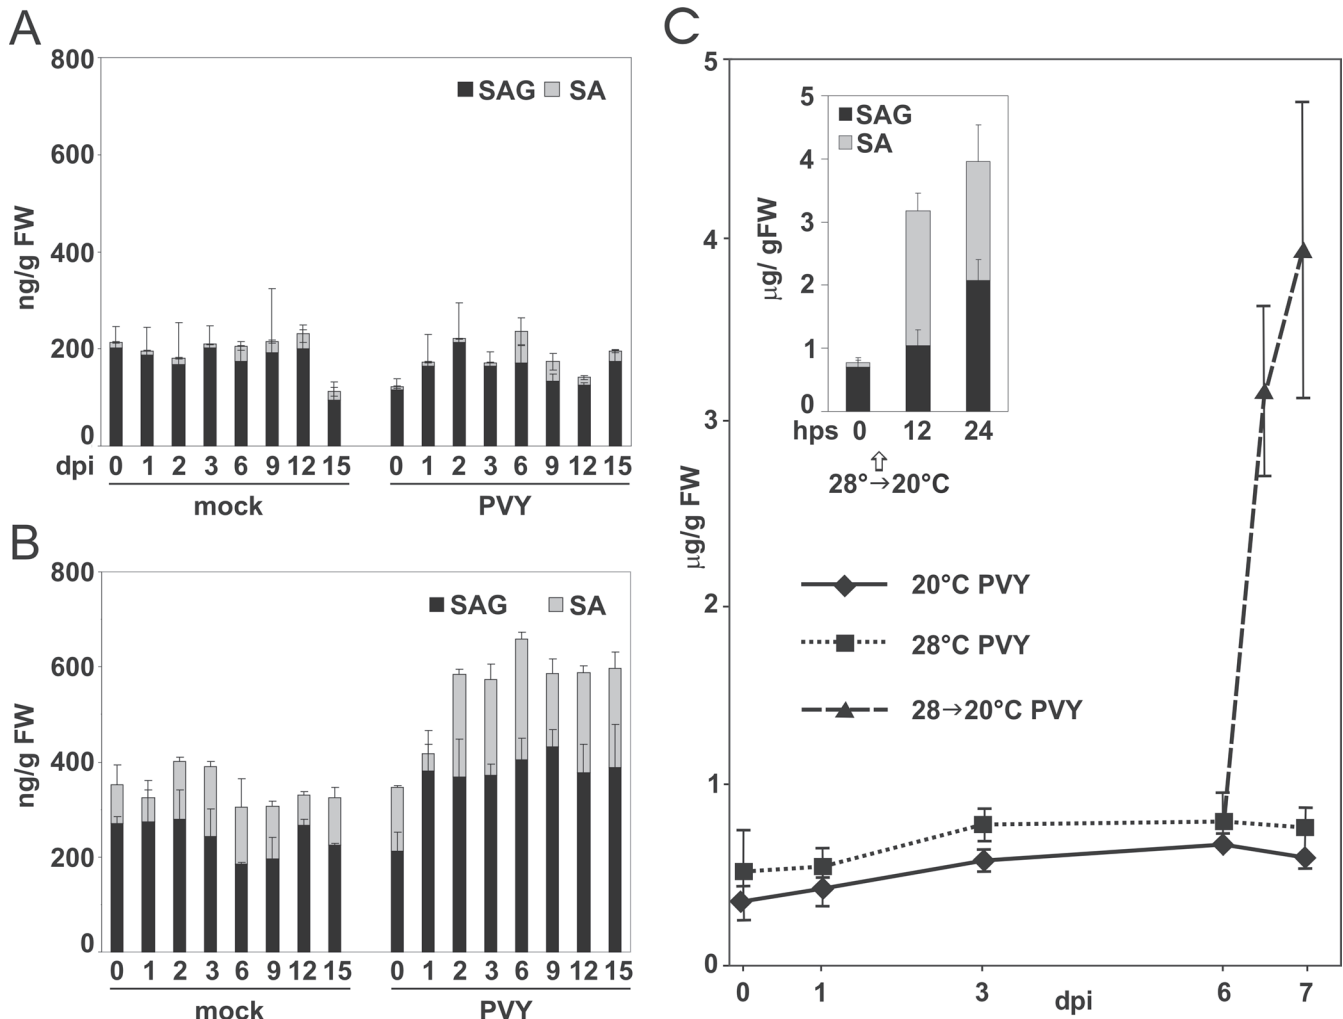 A
800
600
400
200
0
ng/g FW
SAG SA
dpi 0 1 2 3 6 9 12 15 0 1 2 3 6 9 12 15
mock PVY
B
800
600
400
200
0
ng/g FW
SAG SA
0 1 2 3 6 9 12 15 0 1 2 3 6 9 12 15
mock PVY
C
5
4
3
2
1
0
µg/g FW
5
4
3
2
1
0
µg/ gFW
SAG
SA
hps 0 12 24
28°→20°C
20°C PVY
28°C PVY
28→20°C PVY
0 1 3 6 7
dpi